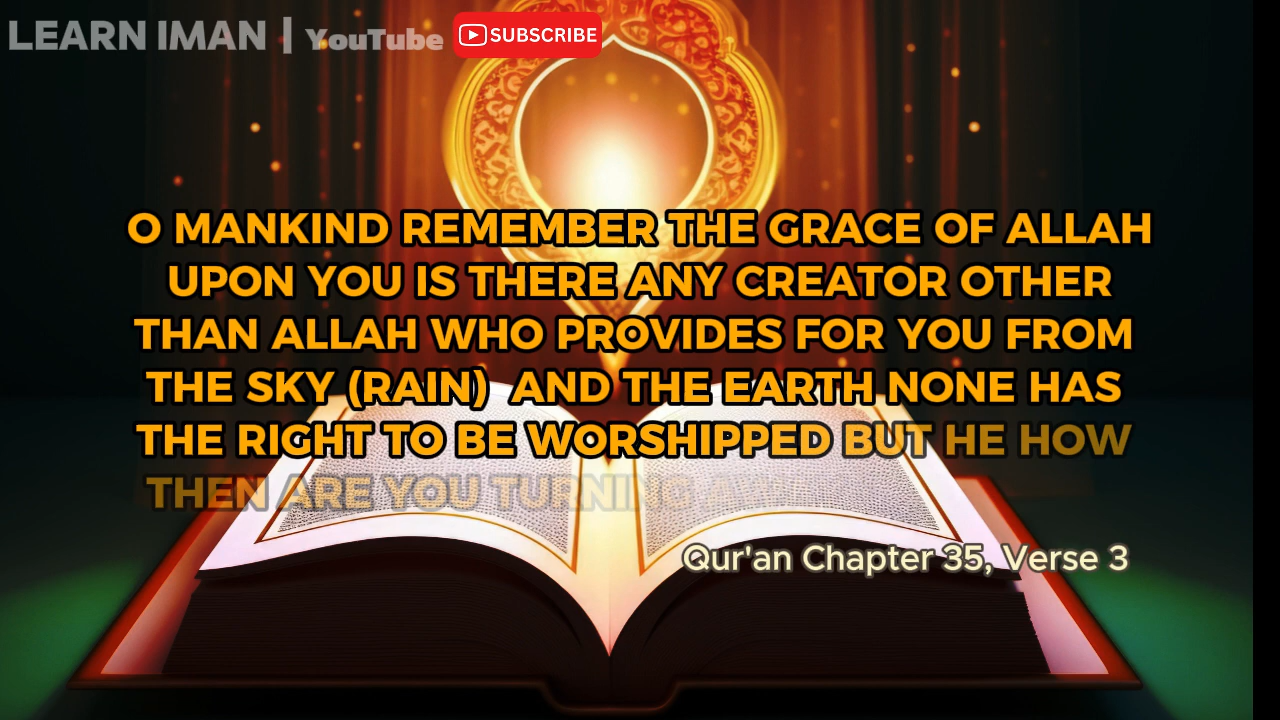 LEARN IMAN | YouTube SUBSCRIBE
O MANKIND REMEMBER THE GRACE OF ALLAH
UPON YOU IS THERE ANY CREATOR OTHER
THAN ALLAH WHO PROVIDES FOR YOU FROM
THE SKY (RAIN) AND THE EARTH NONE HAS
THE RIGHT TO BE WORSHIPPED BUT HE HOW
THEN ARE YOU TURNING
Qur'an Chapter 35, Verse 3